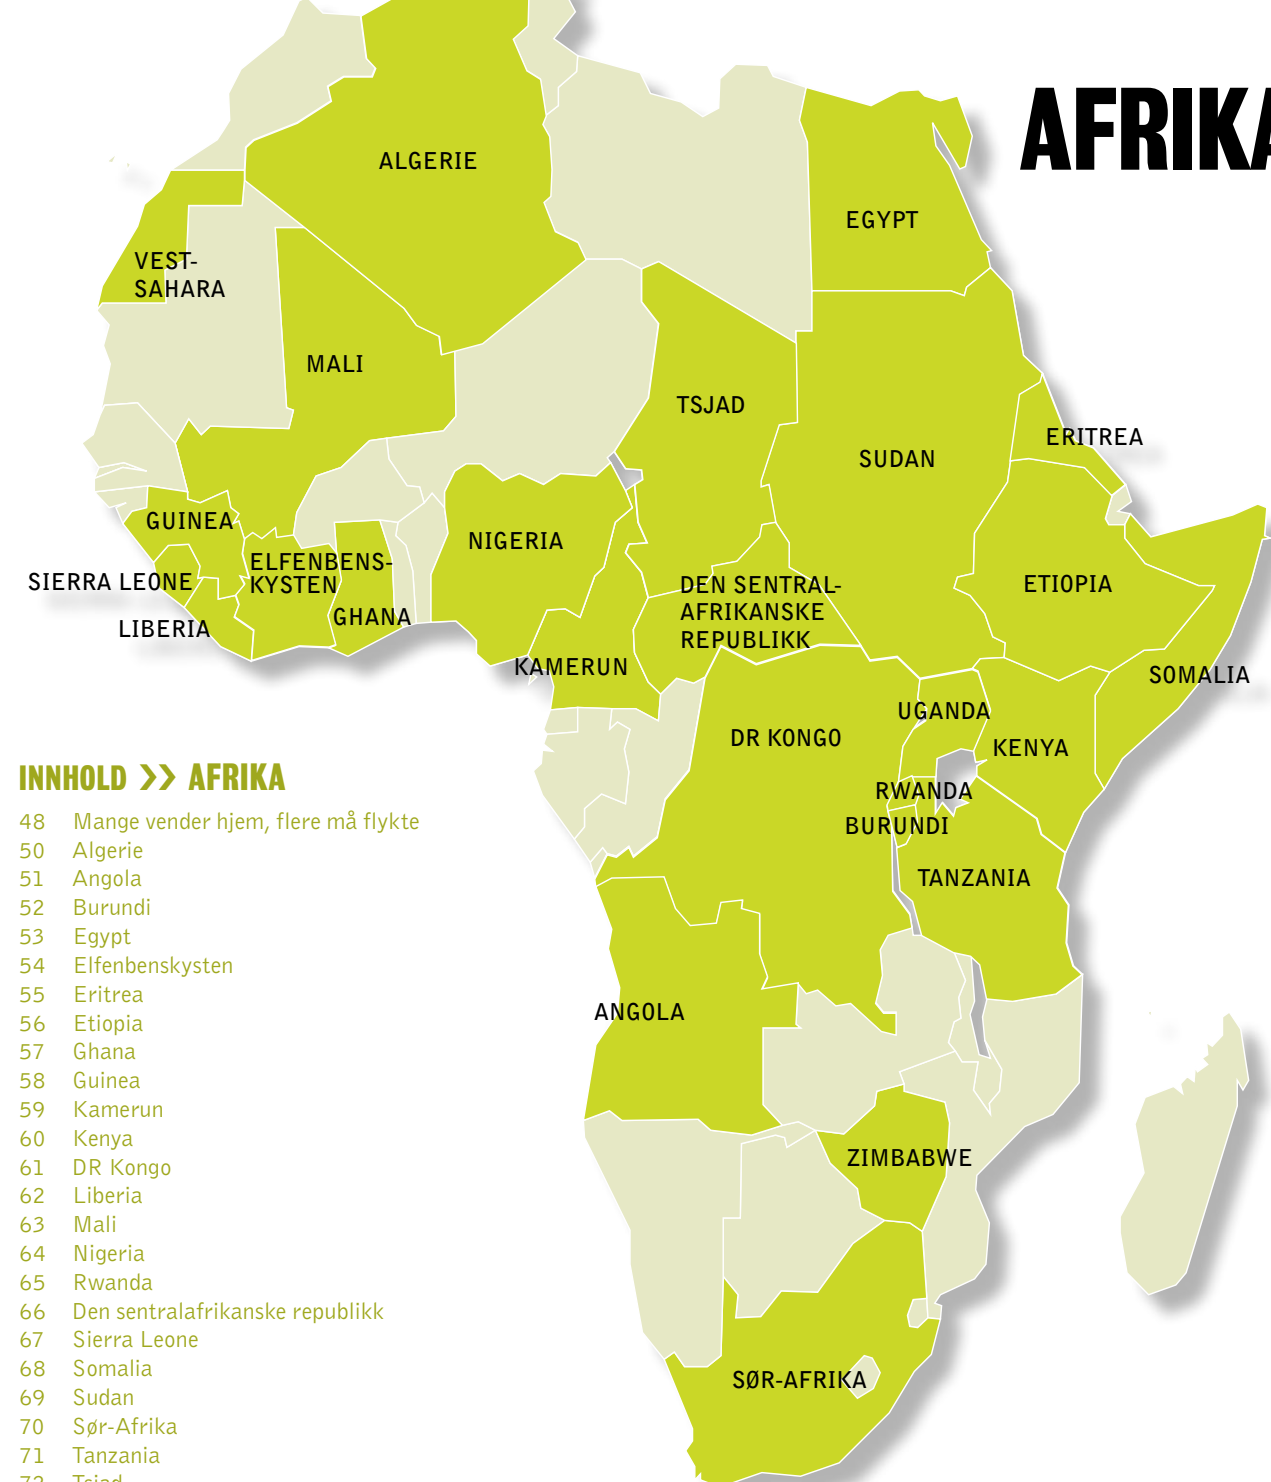 AFRIKA
ALGERIE
EGYPT
VEST-
SAHARA
MALI
TSJAD
ERITREA
SUDAN
GUINEA
NIGERIA
ELFENBENS-
KYSTEN
SIERRA LEONE
DEN SENTRAL-
AFRIKANSKE
REPUBLIKK
ETIOPIA
GHANA
LIBERIA
KAMERUN
SOMALIA
UGANDA
DR KONGO
KENYA
RWANDA
BURUNDI
TANZANIA
ANGOLA
ZIMBABWE
SØR-AFRIKA
INNHOLD >> AFRIKA
48 Mange vender hjem, flere må flykte
50 Algerie
51 Angola
52 Burundi
53 Egypt
54 Elfenbenskysten
55 Eritrea
56 Etiopia
57 Ghana
58 Guinea
59 Kamerun
60 Kenya
61 DR Kongo
62 Liberia
63 Mali
64 Nigeria
65 Rwanda
66 Den sentralafrikanske republikk
67 Sierra Leone
68 Somalia
69 Sudan
70 Sør-Afrika
71 Tanzania
72 Tsjad